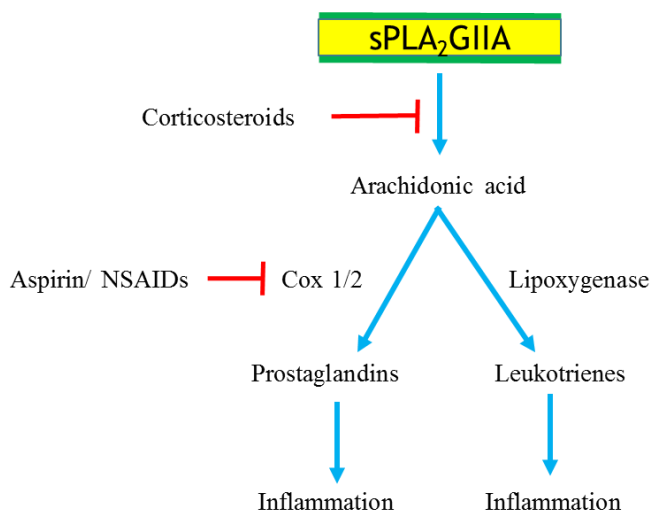 sPLA₂GIIA
Corticosteroids
Arachidonic acid
Aspirin/ NSAIDs Cox 1/2 Lipoxygenase
Prostaglandins Leukotrienes
Inflammation Inflammation